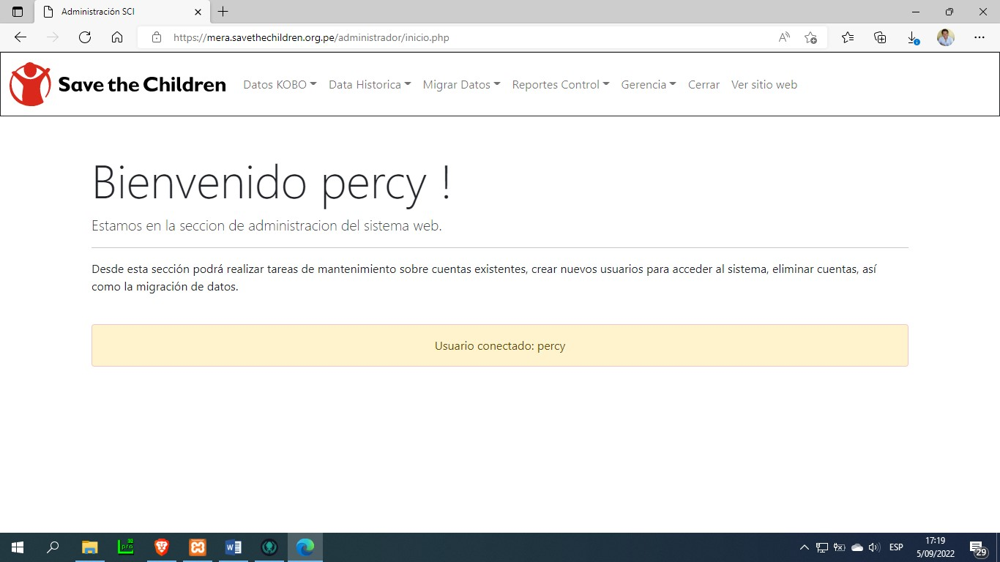 Administración SCI
https://mera.savethechildren.org.pe/administrador/inicio.php
Save the Children
Datos KOBO
Data Historica
Migrar Datos
Reportes Control
Gerencia
Cerrar
Ver sitio web
Bienvenido percy !
Estamos en la seccion de administracion del sistema web.
Desde esta sección podrá realizar tareas de mantenimiento sobre cuentas existentes, crear nuevos usuarios para acceder al sistema, eliminar cuentas, así
como la migración de datos.
Usuario conectado: percy
ESP
17:19
5/09/2022
29